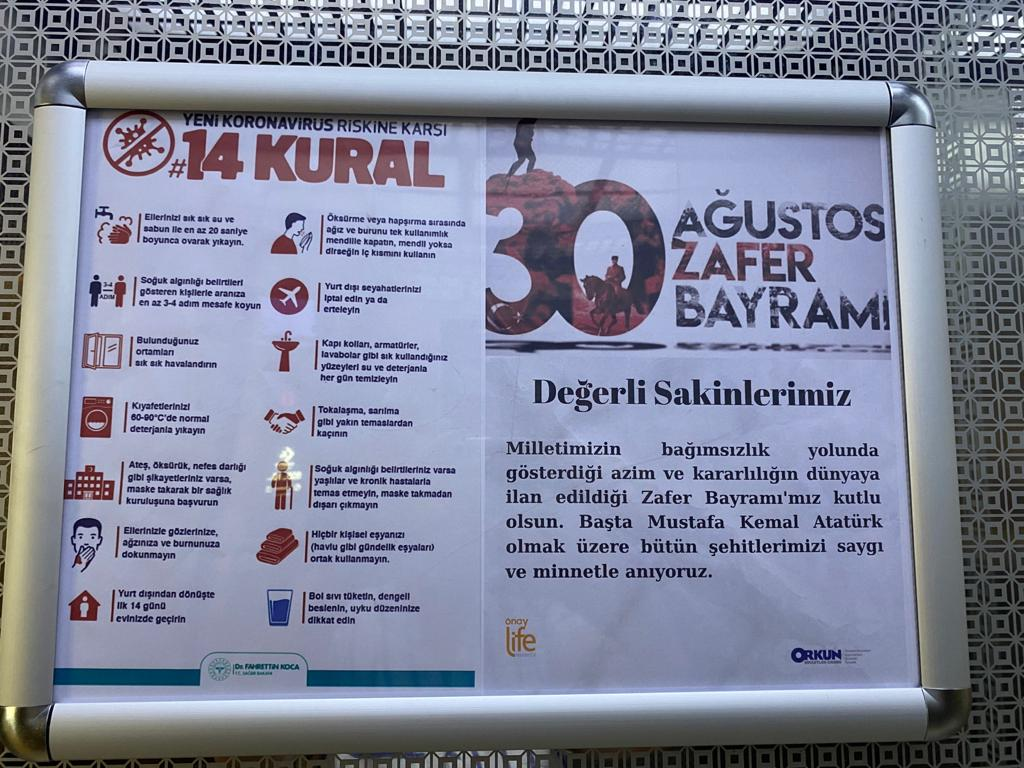 YENİ KORONAVİRÜS RİSKİNE KARŞI
#14 KURAL
Ellerinizi sık sık su ve
sabun ile en az 20 saniye
boyunca ovarak yıkayın.
Öksürme veya hapşırma sırasında
ağız ve burunu tek kullanımlık
mendille kapatın, mendil yoksa
dirseğin iç kısmını kullanın
3-4
ADIM
Soğuk algınlığı belirtileri
gösteren kişilerle aranıza
en az 3-4 adım mesafe koyun
Yurt dışı seyahatlerinizi
iptal edin ya da
erteleyin
Bulunduğunuz
ortamları
sık sık havalandırın
Kapı kolları, armatürler,
lavabolar gibi sık kullandığınız
yüzeyleri su ve deterjanla
her gün temizleyin
Kıyafetlerinizi
60-90°C'de normal
deterjanla yıkayın
Tokalaşma, sarılma
gibi yakın temaslardan
kaçının
Ateş, öksürük, nefes darlığı
gibi şikayetleriniz varsa,
maske takarak bir sağlık
kuruluşuna başvurun
Soğuk algınlığı belirtileriniz varsa
yaşlılar ve kronik hastalarla
temas etmeyin, maske takmadan
dışarı çıkmayın
Ellerinizle gözlerinize,
ağzınıza ve burnunuza
dokunmayın
Hiçbir kişisel eşyanızı
(havlu gibi gündelik eşyaları)
ortak kullanmayın.
Yurt dışından dönüşte
ilk 14 günü
evinizde geçirin
Bol sıvı tüketin, dengeli
beslenin, uyku düzeninize
dikkat edin
Dr. FAHRETTİN KOCA
T.C. SAĞLIK BAKANI
30 AĞUSTOS
ZAFER
BAYRAMI
Değerli Sakinlerimiz
Milletimizin bağımsızlık yolunda
gösterdiği azim ve kararlılığın dünyaya
ilan edildiği Zafer Bayramı'mız kutlu
olsun. Başta Mustafa Kemal Atatürk
olmak üzere bütün şehitlerimizi saygı
ve minnetle anıyoruz.
önay
life
ORKUN